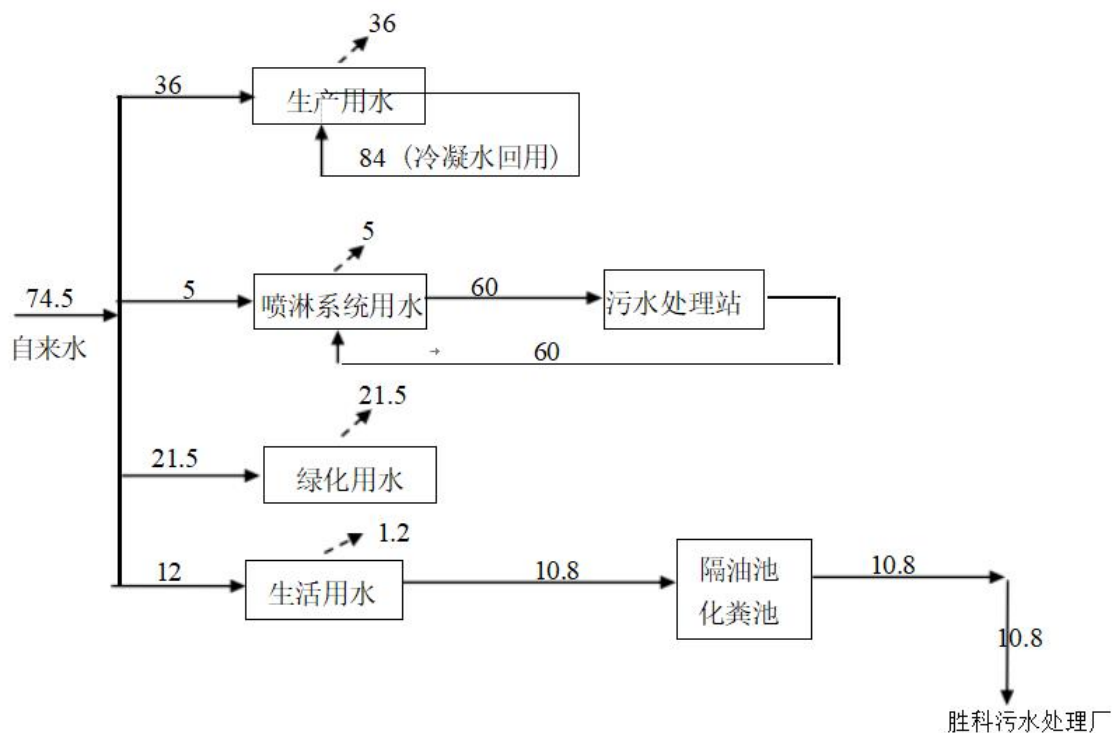 36
36
生产用水
84（冷凝水回用）
5
74.5
5
喷淋系统用水
60
污水处理站
自来水
60
21.5
21.5
绿化用水
1.2
12
生活用水
10.8
隔油池
化粪池
10.8
10.8
胜科污水处理厂